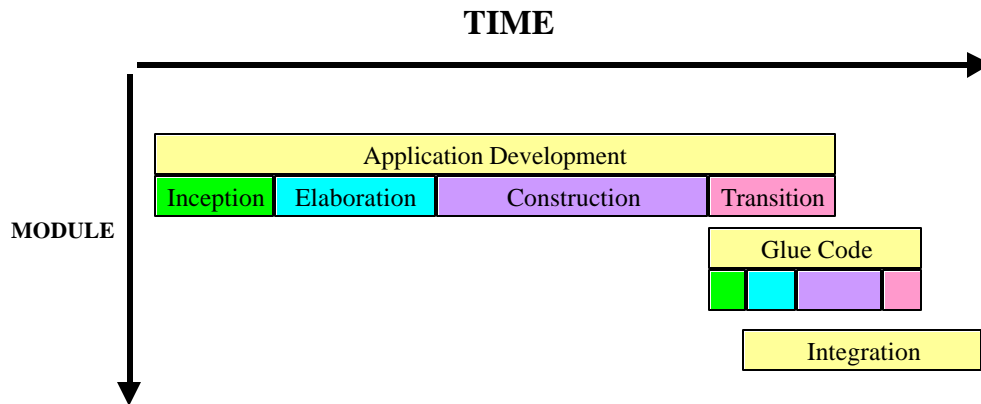 TIME
Application Development
Inception Elaboration Construction Transition
MODULE
Glue Code
Integration